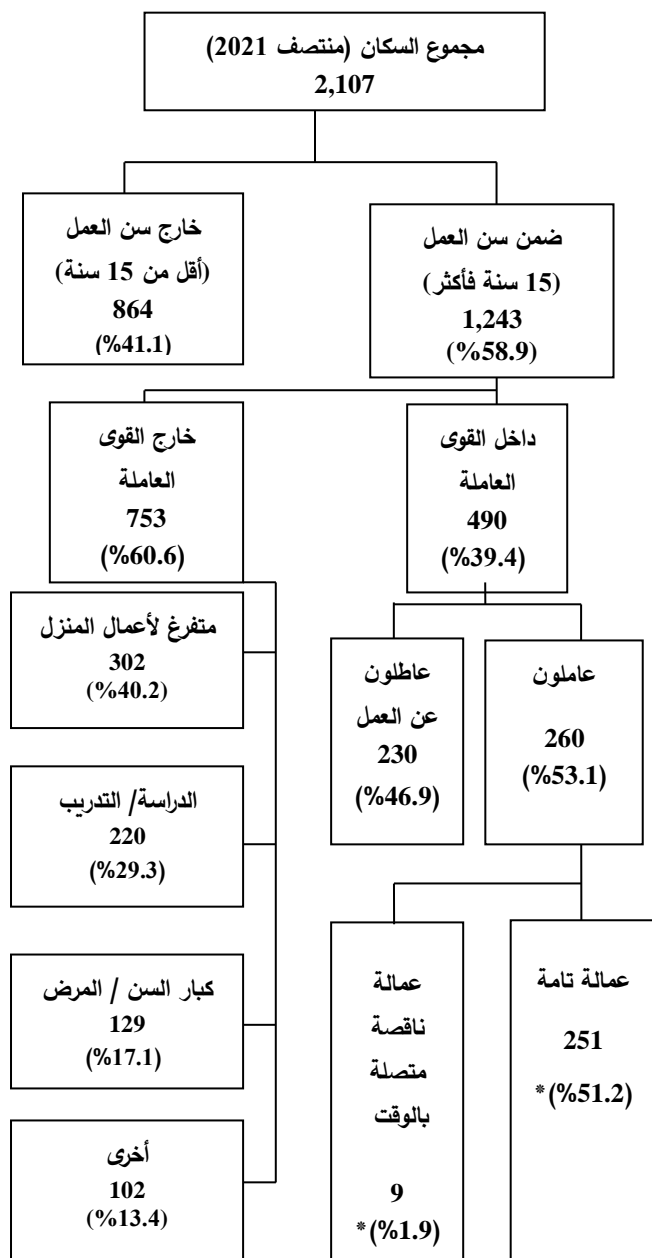 مجموع السكان (منتصف 2021)
2,107
ضمن سن العمل
(15 سنة فأكثر)
1,243
(%58.9)
خارج سن العمل
(أقل من 15 سنة)
864
(%41.1)
داخل القوى
العاملة
490
(%39.4)
خارج القوى
العاملة
753
(%60.6)
عاملون
260
(%53.1)
عاطلون
عن العمل
230
(%46.9)
عمالة تامة
251
(%51.2)*
عمالة
ناقصة
متصلة
بالوقت
9
(%1.9)*
متفرغ لأعمال المنزل
302
(%40.2)
الدراسة/ التدريب
220
(%29.3)
كبار السن / المرض
129
(%17.1)
أخرى
102
(%13.4)